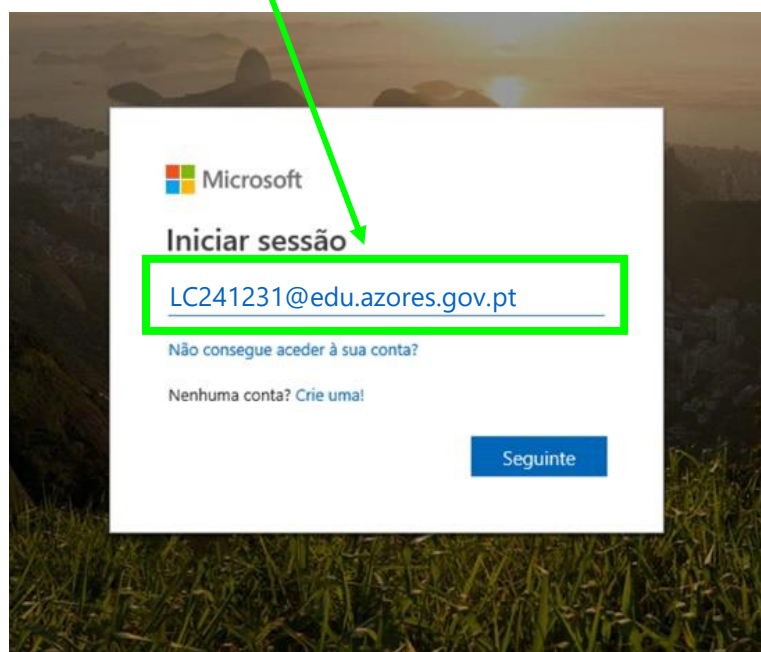 Microsoft
Iniciar sessão
LC241231@edu.azores.gov.pt
Não consegue aceder à sua conta?
Nenhuma conta? Crie uma!
Seguinte